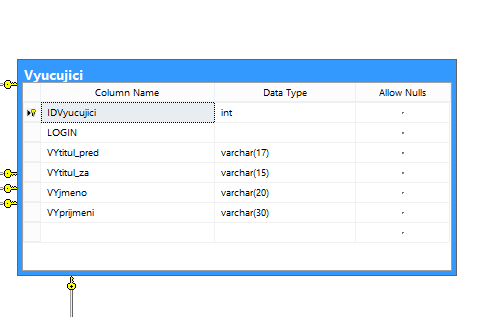 Vyucujici
Column Name Data Type Allow Nulls
IDVyucujici int
LOGIN
VYtitul_pred varchar(17)
VYtitul_za varchar(15)
VYjmeno varchar(20)
VYprijmeni varchar(30)